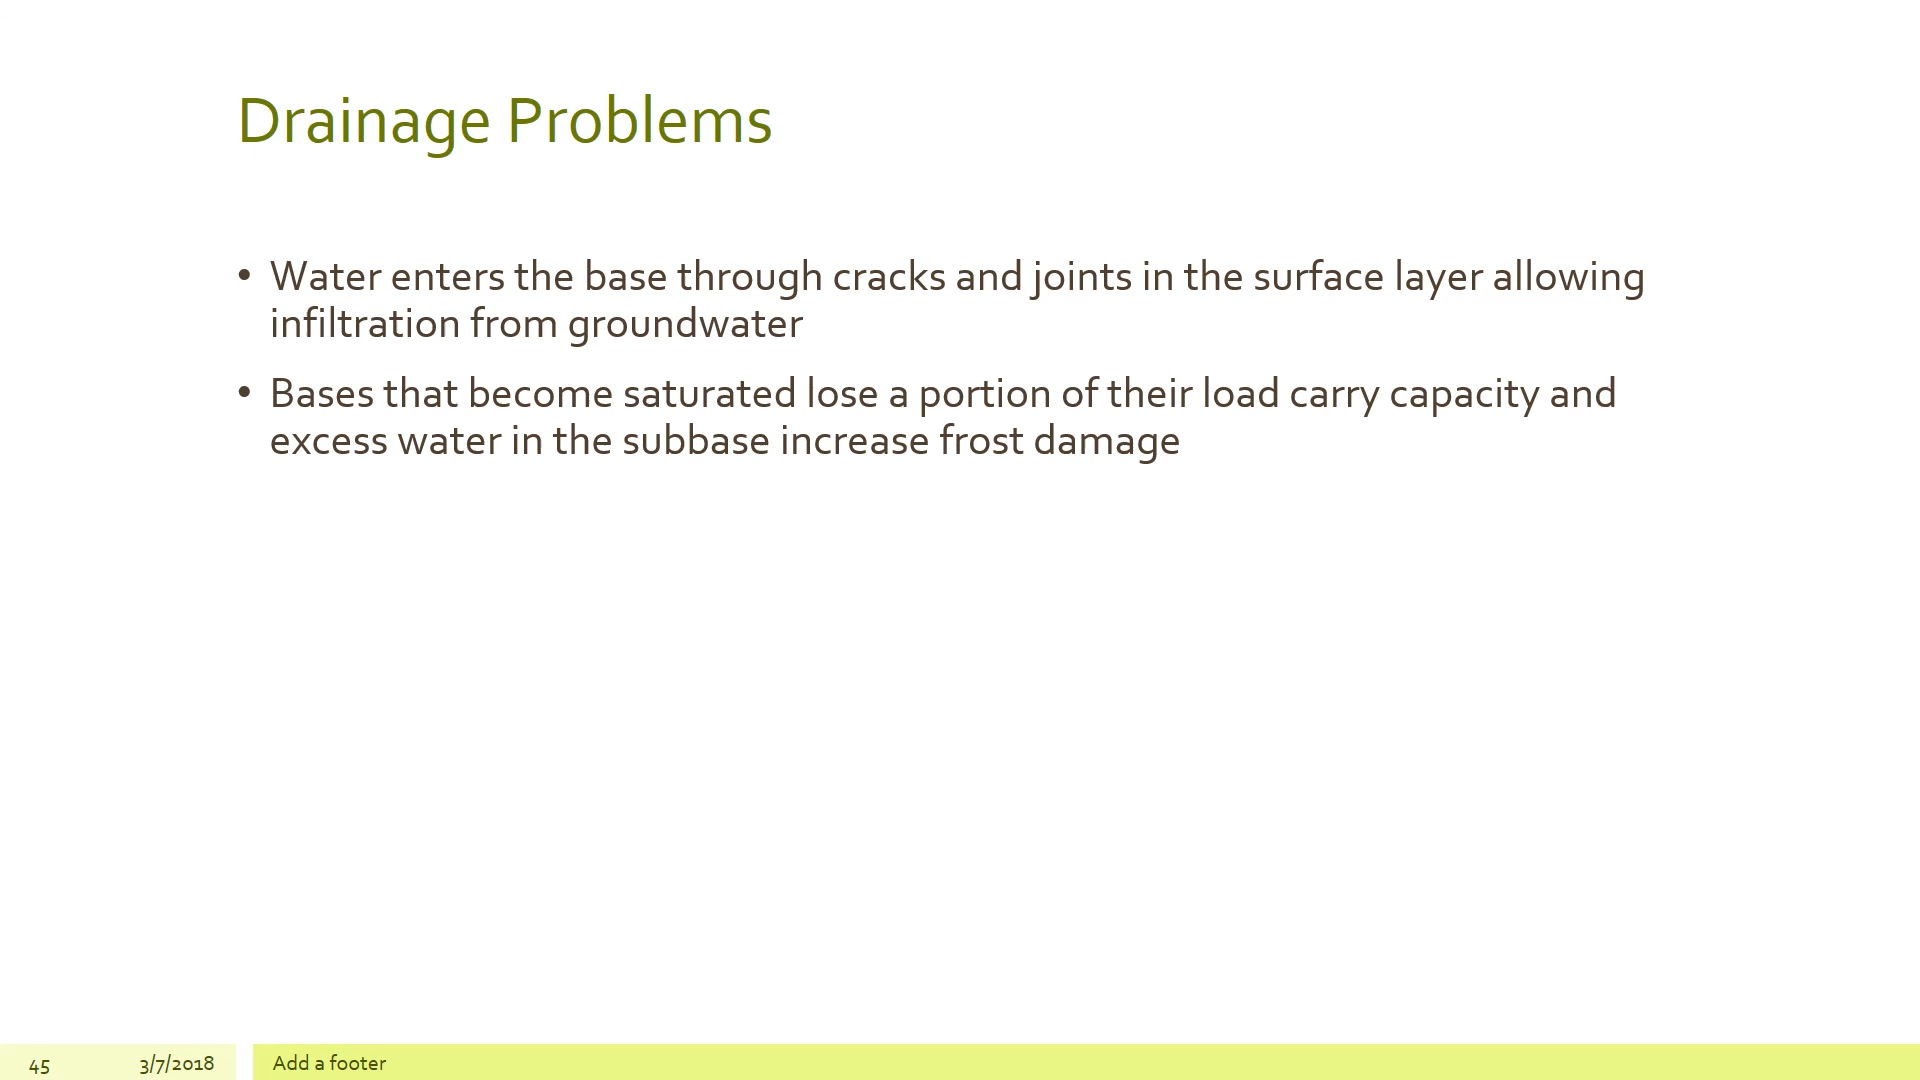 Drainage Problems
• Water enters the base through cracks and joints in the surface layer allowing
infiltration from groundwater
• Bases that become saturated lose a portion of their load carry capacity and
excess water in the subbase increase frost damage
45 3/7/2018 Add a footer